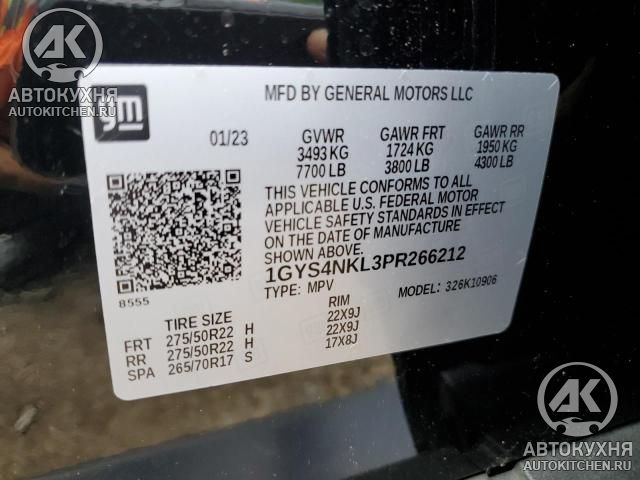 АВТОКУХНЯ
AUTOKITCHEN.RU
gm
MFD BY GENERAL MOTORS LLC
01/23 GVWR GAWR FRT GAWR RR
3493 KG 1724 KG 1950 KG
7700 LB 3800 LB 4300 LB
THIS VEHICLE CONFORMS TO ALL
APPLICABLE U.S. FEDERAL MOTOR
VEHICLE SAFETY STANDARDS IN EFFECT
ON THE DATE OF MANUFACTURE
SHOWN ABOVE.
1GYS4NKL3PR266212
TYPE: MPV MODEL: 326K10906
8555
TIRE SIZE RIM
FRT 275/50R22 H 22X9J
RR 275/50R22 H 22X9J
SPA 265/70R17 S 17X8J
AK
АВТОКУХНЯ
AUTOKITCHEN.RU